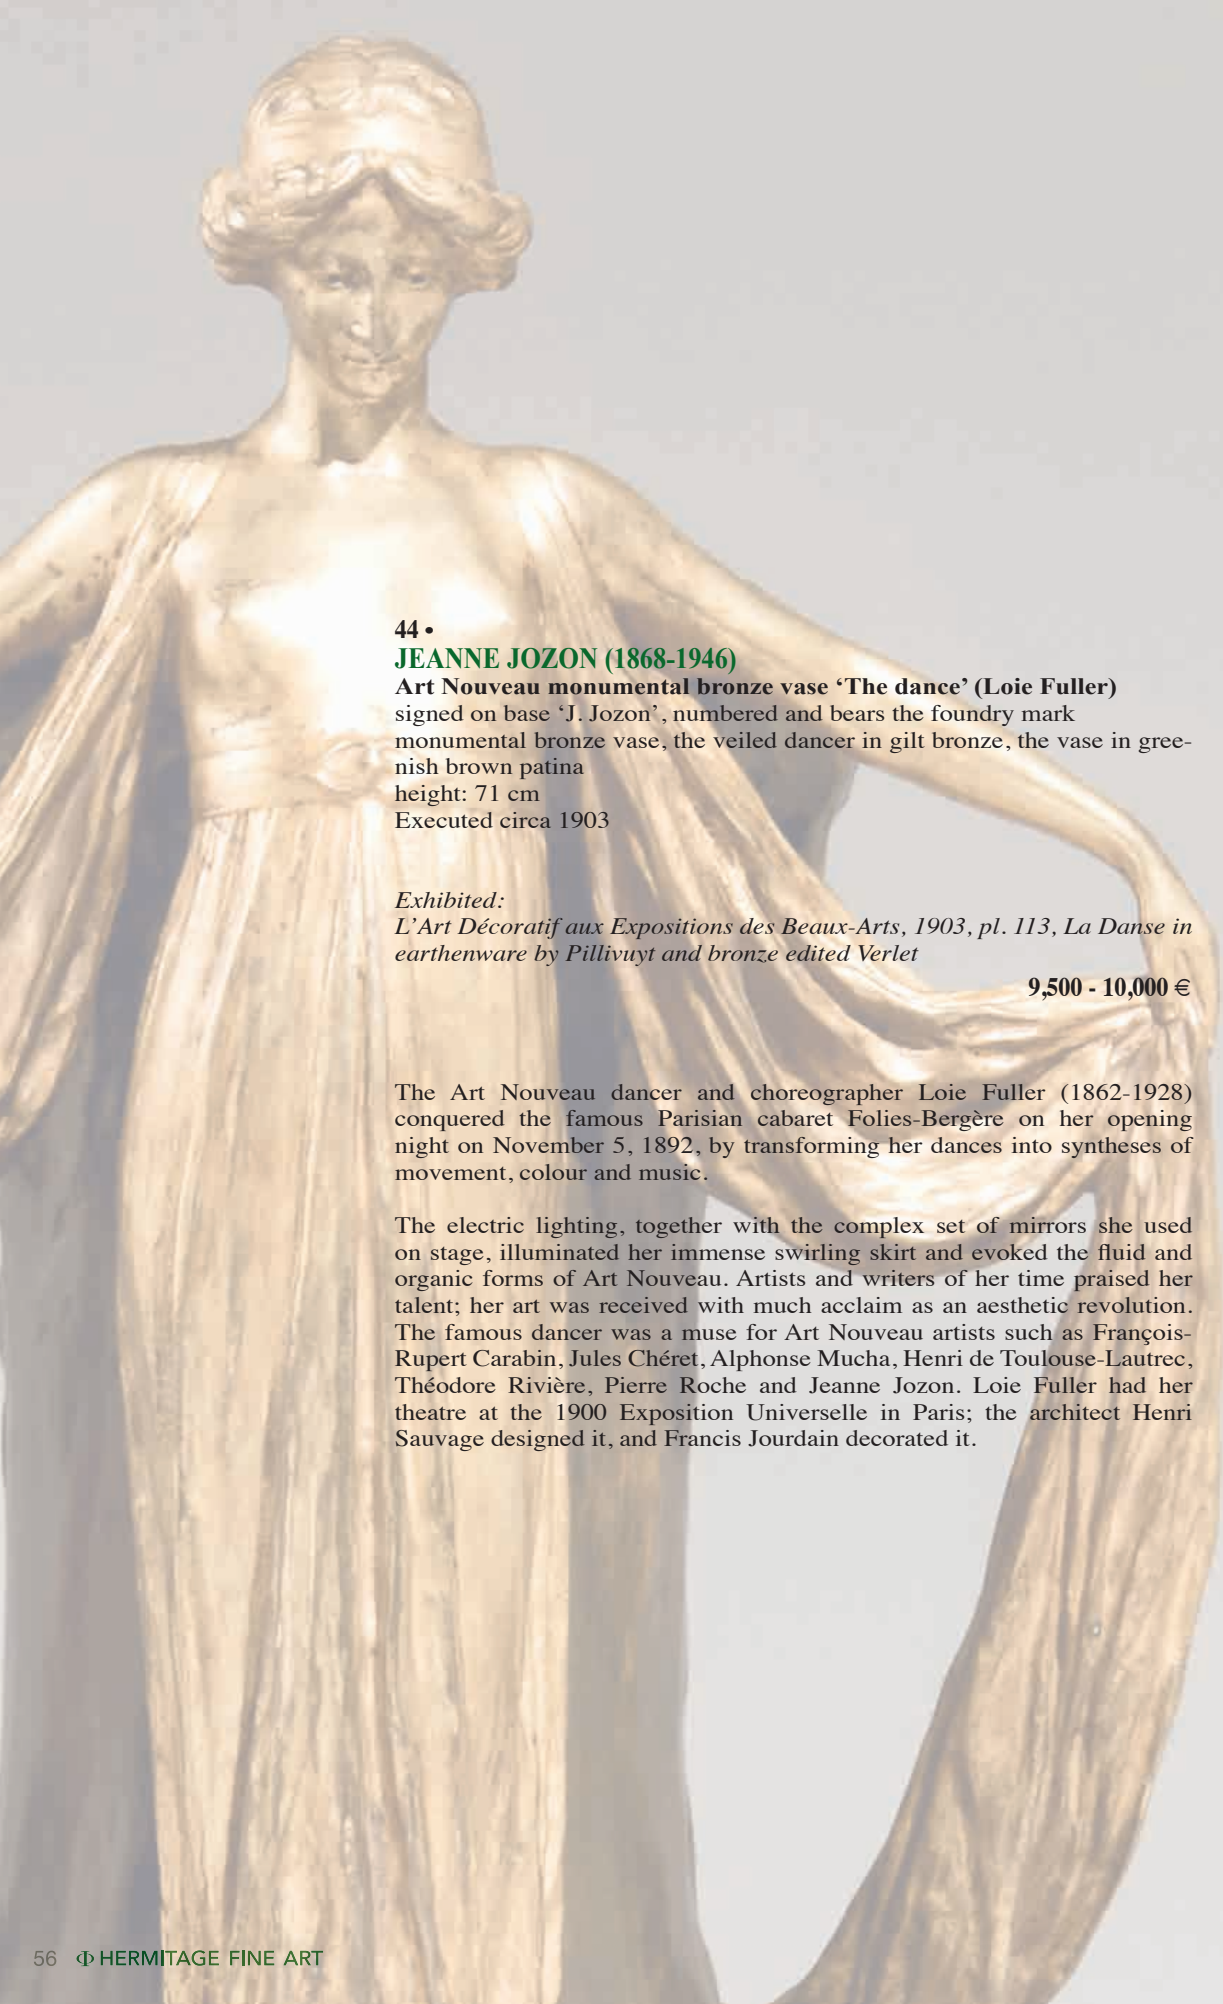 44 •
JEANNE JOZON (1868-1946)
Art Nouveau monumental bronze vase ‘The dance’ (Loie Fuller)
signed on base ‘J. Jozon’, numbered and bears the foundry mark
monumental bronze vase, the veiled dancer in gilt bronze, the vase in gree-
nish brown patina
height: 71 cm
Executed circa 1903
Exhibited:
L’Art Décoratif aux Expositions des Beaux-Arts, 1903, pl. 113, La Danse in
earthenware by Pillivuyt and bronze edited Verlet
9,500 - 10,000 €
The Art Nouveau dancer and choreographer Loie Fuller (1862-1928)
conquered the famous Parisian cabaret Folies-Bergère on her opening
night on November 5, 1892, by transforming her dances into syntheses of
movement, colour and music.
The electric lighting, together with the complex set of mirrors she used
on stage, illuminated her immense swirling skirt and evoked the fluid and
organic forms of Art Nouveau. Artists and writers of her time praised her
talent; her art was received with much acclaim as an aesthetic revolution.
The famous dancer was a muse for Art Nouveau artists such as François-
Rupert Carabin, Jules Chéret, Alphonse Mucha, Henri de Toulouse-Lautrec,
Théodore Rivière, Pierre Roche and Jeanne Jozon. Loie Fuller had her
theatre at the 1900 Exposition Universelle in Paris; the architect Henri
Sauvage designed it, and Francis Jourdain decorated it.
56 Ф HERMITAGE FINE ART